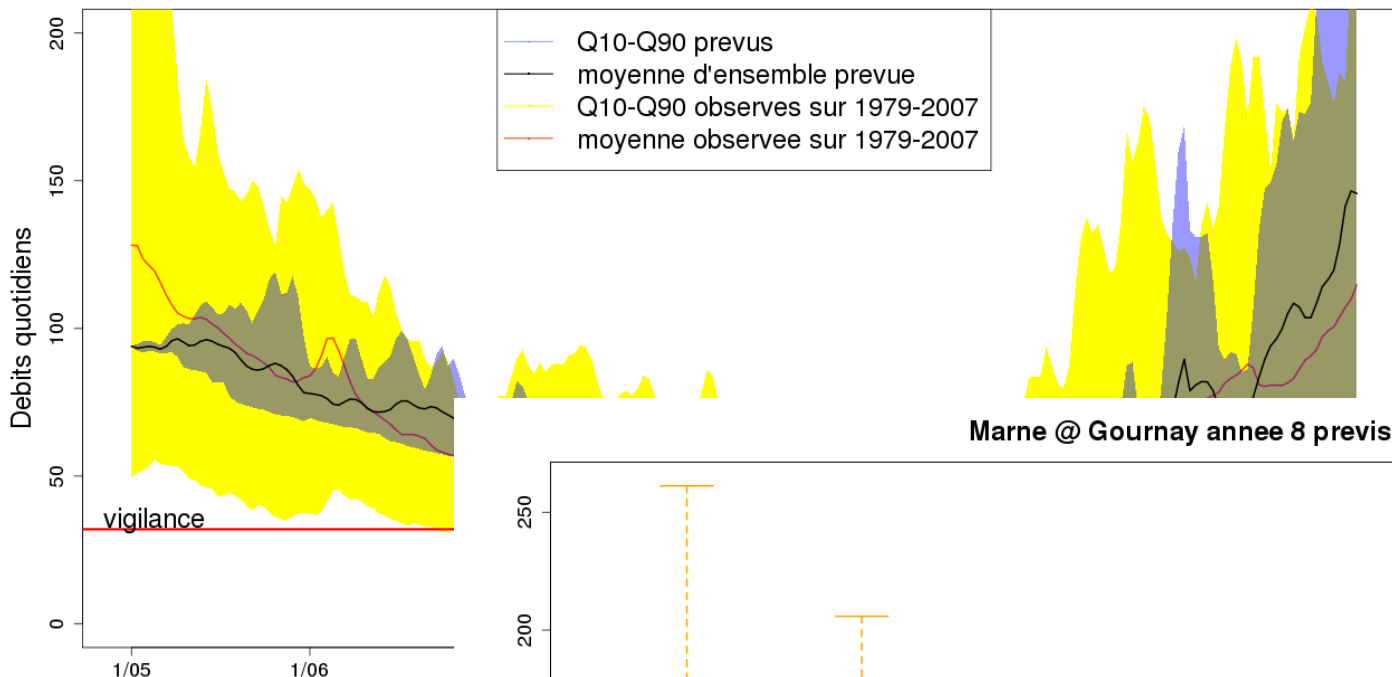 200
150
100
50
0
Debits quotidiens
Q10-Q90 prevus
moyenne d'ensemble prevue
Q10-Q90 observes sur 1979-2007
moyenne observee sur 1979-2007
vigilance
1/05
1/06
Marne @ Gournay annee 8 previs
250
200